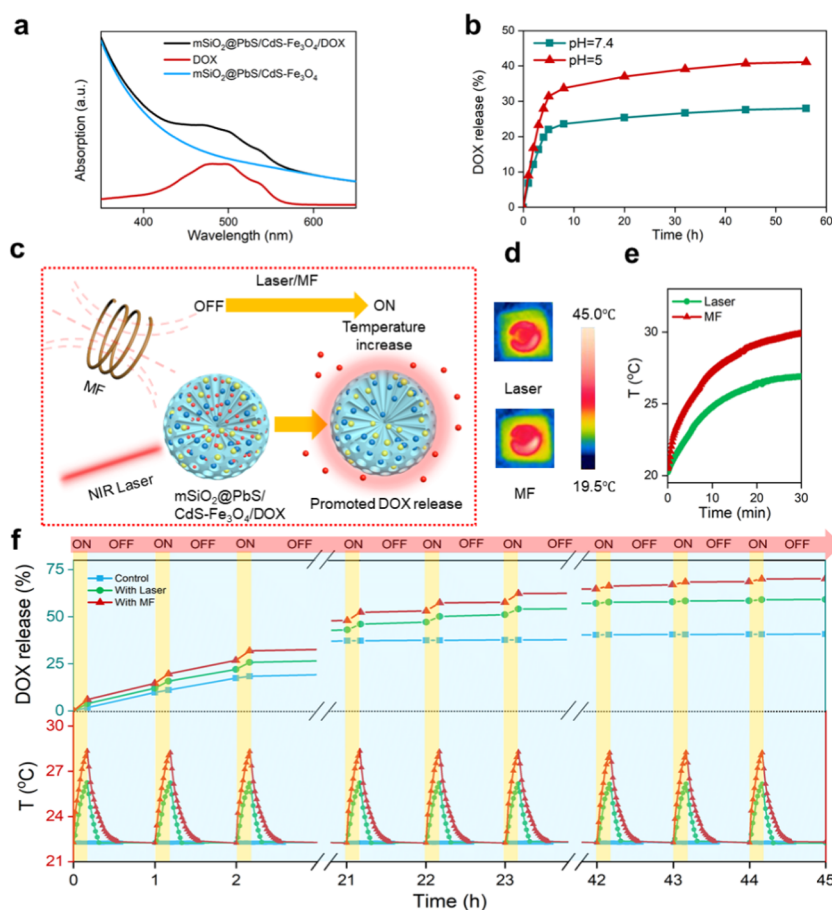 a
mSiO₂@PbS/CdS-Fe₃O₄/DOX
DOX
mSiO₂@PbS/CdS-Fe₃O₄
Absorption (a.u.)
400 500 600
Wavelength (nm)
b
pH=7.4
pH=5
DOX release (%)
50
40
30
20
10
0
0 10 20 30 40 50 60
Time (h)
c
Laser/MF
OFF
ON
Temperature
increase
MF
NIR Laser
mSiO₂@PbS/
CdS-Fe₃O₄/DOX
Promoted DOX release
d
45.0℃
Laser
MF
19.5℃
e
Laser
MF
T (ºC)
30
25
20
0 10 20 30
Time (min)
f
ON OFF ON OFF ON OFF ON OFF ON OFF ON OFF ON OFF ON OFF ON OFF
Control
With Laser
With MF
DOX release (%)
75
50
25
0
T (ºC)
30
27
24
21
0 1 2 21 22 23 42 43 44 45
Time (h)